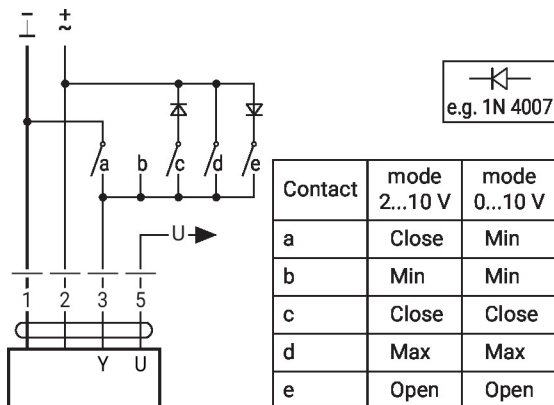 − +
⊥ ~
e.g. 1N 4007
a b c d e
U
1 2 3 5
Y U
Contact mode 2...10 V mode 0...10 V
a Close Min
b Min Min
c Close Close
d Max Max
e Open Open